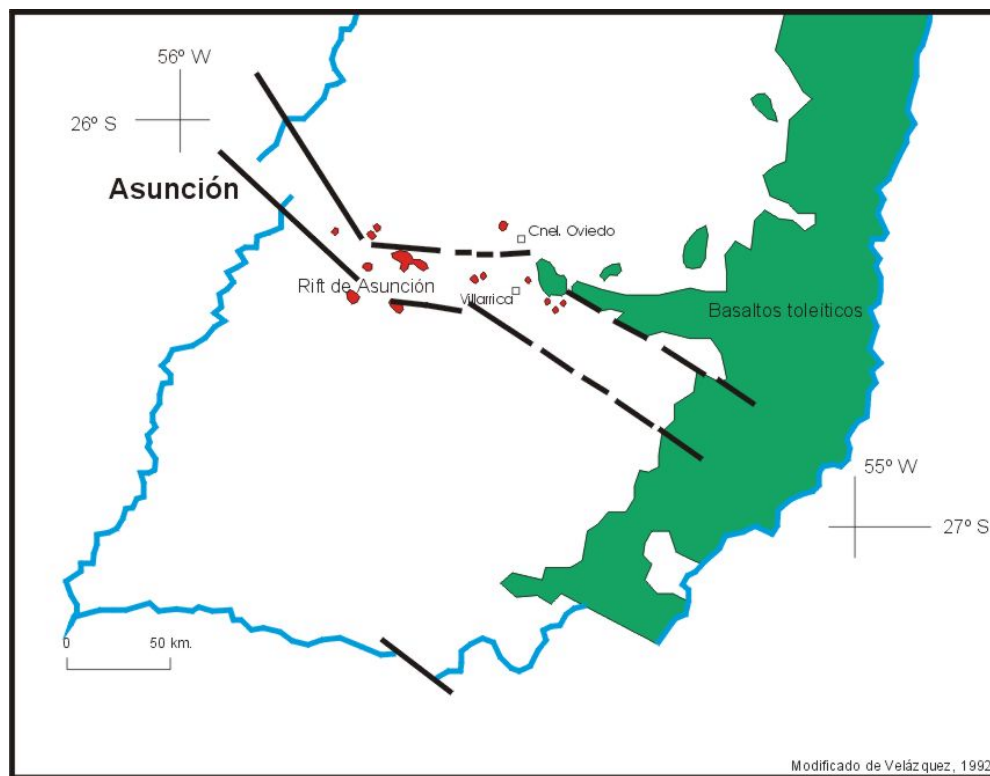 56º W
26º S
Asunción
Cnel. Oviedo
Rift de Asunción
Villarrica
Basaltos toleíticos
55º W
27º S
0 50 km.
Modificado de Velázquez, 1992